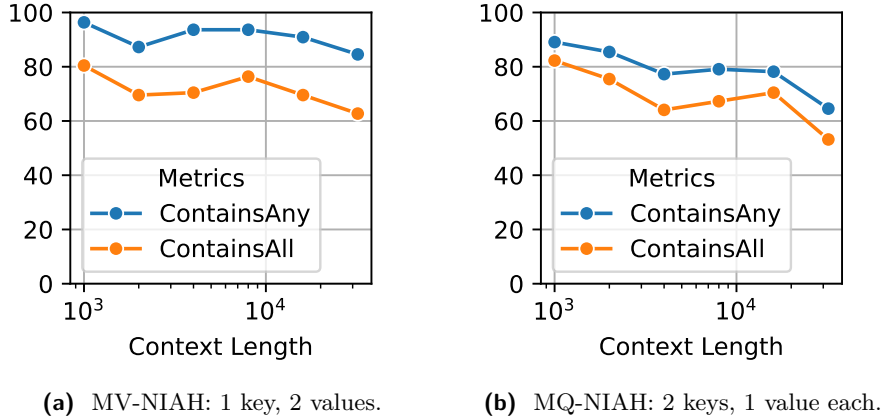 100
80
60
40
20
0
Metrics
ContainsAny
ContainsAll
10³
10⁴
Context Length
(a) MV-NIAH: 1 key, 2 values.
100
80
60
40
20
0
Metrics
ContainsAny
ContainsAll
10³
10⁴
Context Length
(b) MQ-NIAH: 2 keys, 1 value each.